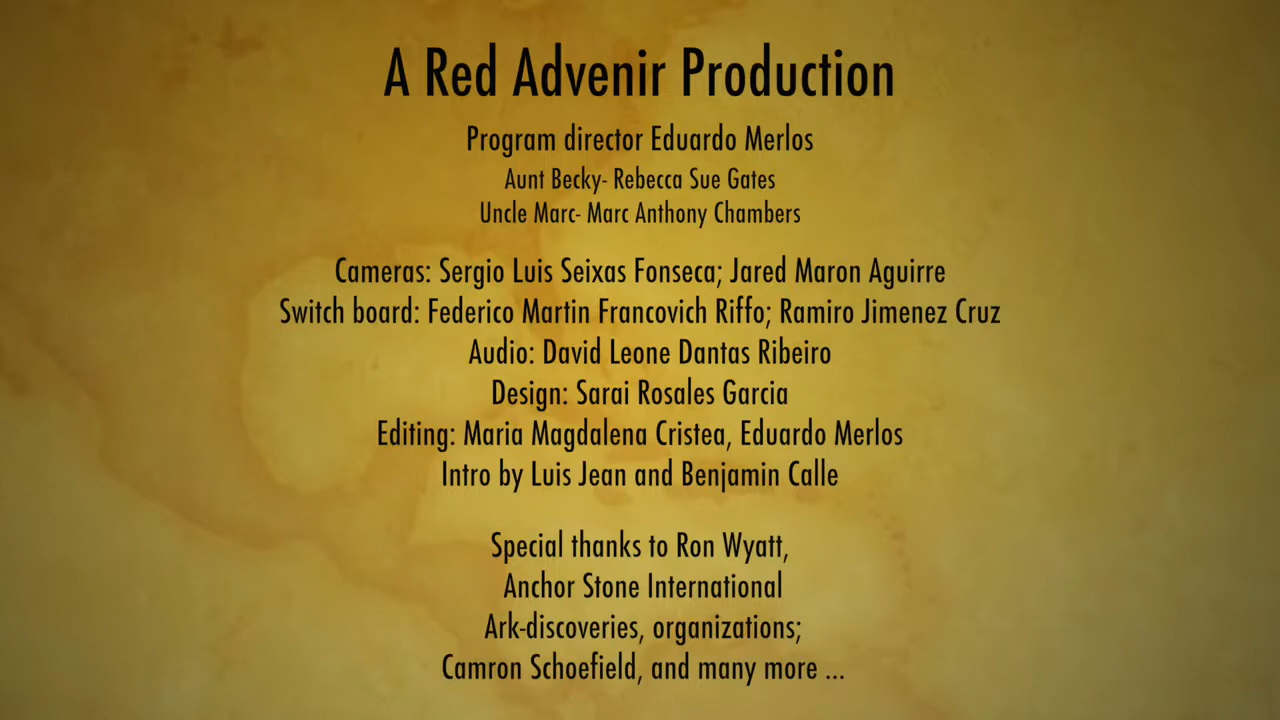 A Red Advenir Production
Program director Eduardo Merlos
Aunt Becky- Rebecca Sue Gates
Uncle Marc- Marc Anthony Chambers
Cameras: Sergio Luis Seixas Fonseca; Jared Maron Aguirre
Switch board: Federico Martin Francovich Riffo; Ramiro Jimenez Cruz
Audio: David Leone Dantas Ribeiro
Design: Sarai Rosales Garcia
Editing: Maria Magdalena Cristea, Eduardo Merlos
Intro by Luis Jean and Benjamin Calle
Special thanks to Ron Wyatt,
Anchor Stone International
Ark-discoveries, organizations;
Camron Schoefield, and many more ...